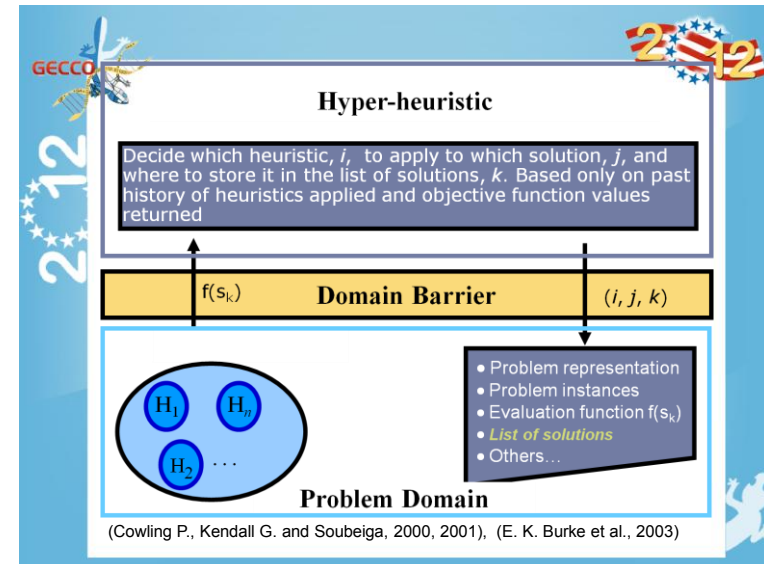 GECCO
2012
2012
Hyper-heuristic
Decide which heuristic, i, to apply to which solution, j, and
where to store it in the list of solutions, k. Based only on past
history of heuristics applied and objective function values
returned
f(sₖ)
Domain Barrier
(i, j, k)
H₁
Hₙ
H₂ ...
• Problem representation
• Problem instances
• Evaluation function f(sₖ)
• List of solutions
• Others…
Problem Domain
(Cowling P., Kendall G. and Soubeiga, 2000, 2001), (E. K. Burke et al., 2003)